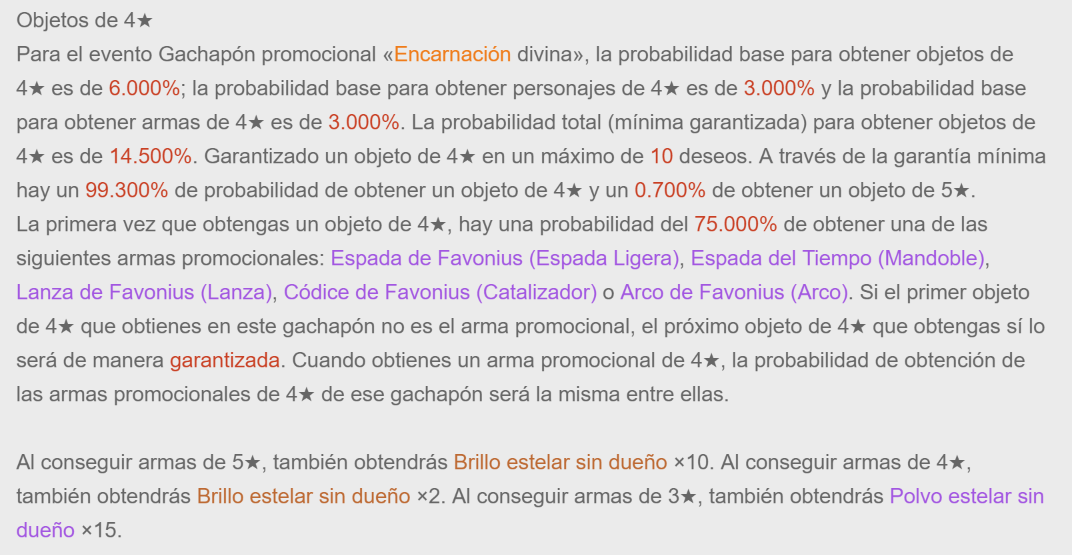 Objetos de 4★
Para el evento Gachapón promocional «Encarnación divina», la probabilidad base para obtener objetos de
4★ es de 6.000%; la probabilidad base para obtener personajes de 4★ es de 3.000% y la probabilidad base
para obtener armas de 4★ es de 3.000%. La probabilidad total (mínima garantizada) para obtener objetos de
4★ es de 14.500%. Garantizado un objeto de 4★ en un máximo de 10 deseos. A través de la garantía mínima
hay un 99.300% de probabilidad de obtener un objeto de 4★ y un 0.700% de obtener un objeto de 5★.
La primera vez que obtengas un objeto de 4★, hay una probabilidad del 75.000% de obtener una de las
siguientes armas promocionales: Espada de Favonius (Espada Ligera), Espada del Tiempo (Mandoble),
Lanza de Favonius (Lanza), Códice de Favonius (Catalizador) o Arco de Favonius (Arco). Si el primer objeto
de 4★ que obtienes en este gachapón no es el arma promocional, el próximo objeto de 4★ que obtengas sí lo
será de manera garantizada. Cuando obtienes un arma promocional de 4★, la probabilidad de obtención de
las armas promocionales de 4★ de ese gachapón será la misma entre ellas.
Al conseguir armas de 5★, también obtendrás Brillo estelar sin dueño ×10. Al conseguir armas de 4★,
también obtendrás Brillo estelar sin dueño ×2. Al conseguir armas de 3★, también obtendrás Polvo estelar sin
dueño ×15.